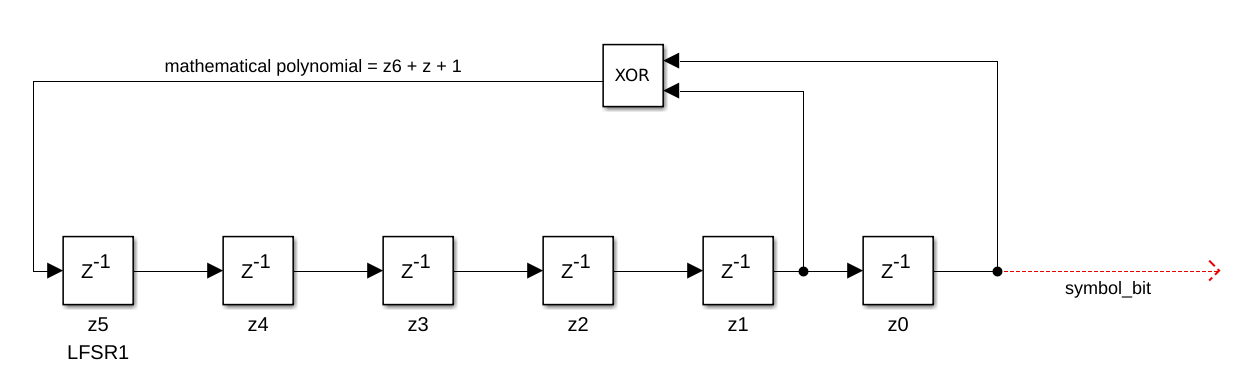 mathematical polynomial = z6 + z + 1
XOR
Z-1
Z-1
Z-1
Z-1
Z-1
Z-1
symbol_bit
z5
z4
z3
z2
z1
z0
LFSR1